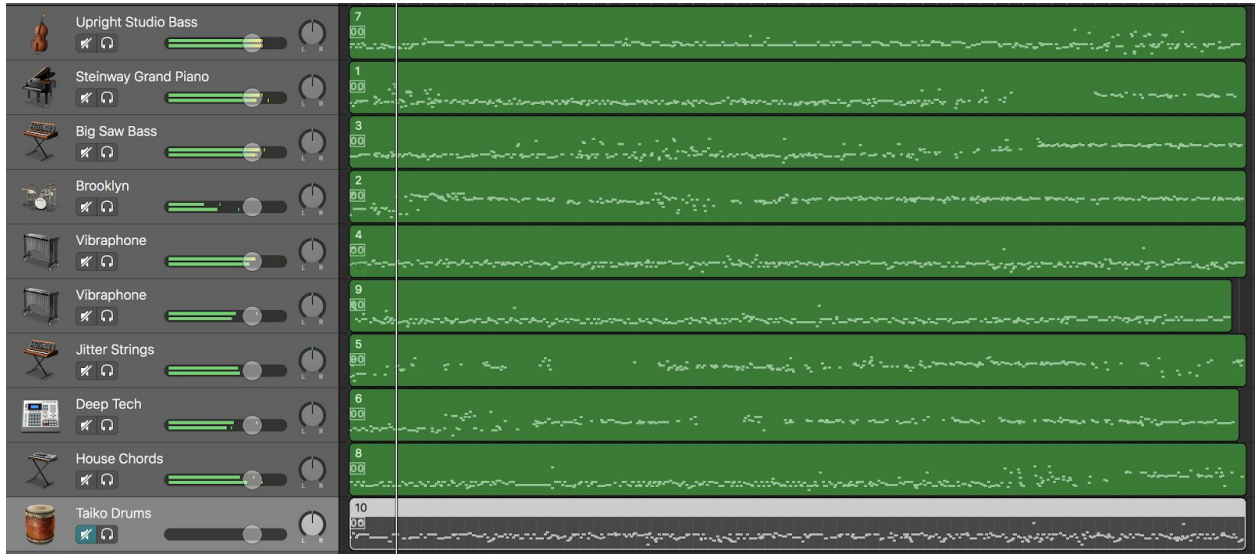 Upright Studio Bass
L R
7
Steinway Grand Piano
L R
1
Big Saw Bass
L R
3
Brooklyn
L R
2
Vibraphone
L R
4
Vibraphone
L R
9
Jitter Strings
L R
5
Deep Tech
L R
6
House Chords
L R
8
Taiko Drums
L R
10